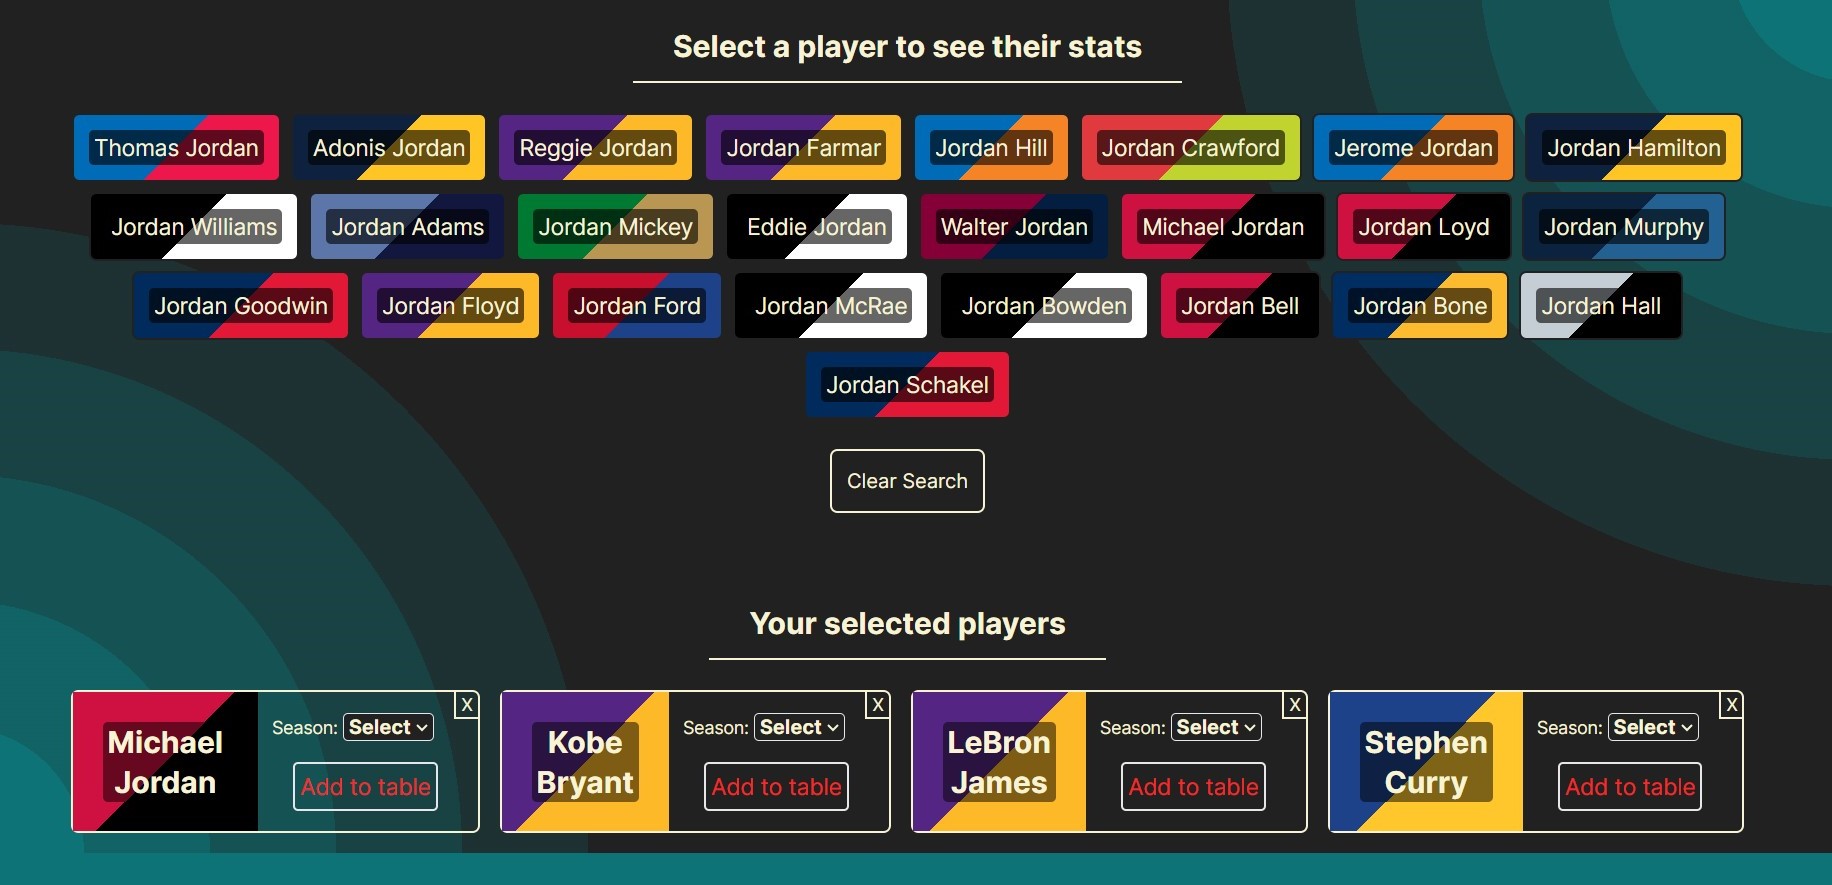 Select a player to see their stats
Thomas Jordan Adonis Jordan Reggie Jordan Jordan Farmar Jordan Hill Jordan Crawford Jerome Jordan Jordan Hamilton
Jordan Williams Jordan Adams Jordan Mickey Eddie Jordan Walter Jordan Michael Jordan Jordan Loyd Jordan Murphy
Jordan Goodwin Jordan Floyd Jordan Ford Jordan McRae Jordan Bowden Jordan Bell Jordan Bone Jordan Hall
Jordan Schakel
Clear Search
Your selected players
Michael
Jordan
Season: Select
X
Add to table
Kobe
Bryant
Season: Select
X
Add to table
LeBron
James
Season: Select
X
Add to table
Stephen
Curry
Season: Select
X
Add to table